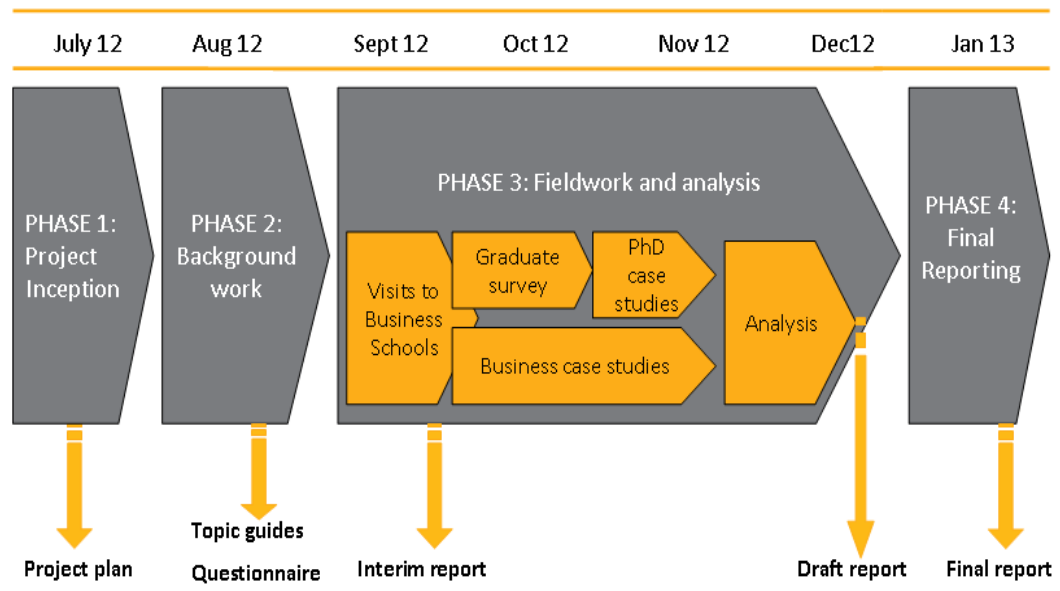 July 12 Aug 12 Sept 12 Oct 12 Nov 12 Dec12 Jan 13
PHASE 1:
Project
Inception
PHASE 2:
Background
work
PHASE 3: Fieldwork and analysis
Visits to
Business
Schools
Graduate
survey
PhD
case
studies
Business case studies
Analysis
PHASE 4:
Final
Reporting
Project plan
Topic guides
Questionnaire
Interim report
Draft report
Final report